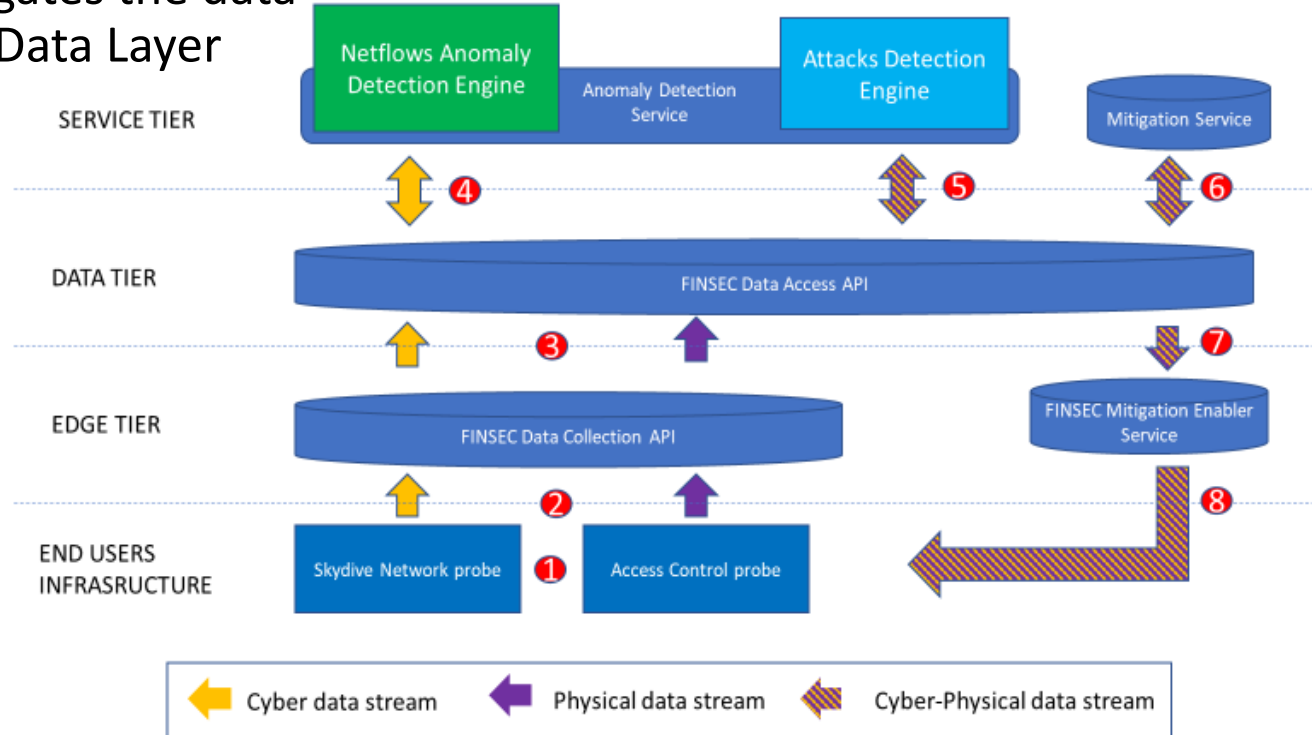 gates the data
Data Layer
Netflows Anomaly
Detection Engine
Anomaly Detection
Service
Attacks Detection
Engine
SERVICE TIER
Mitigation Service
4
5
6
DATA TIER
FINSEC Data Access API
3
7
EDGE TIER
FINSEC Data Collection API
FINSEC Mitigation Enabler
Service
2
8
END USERS
INFRASRUCTURE
Skydive Network probe
1
Access Control probe
Cyber data stream
Physical data stream
Cyber-Physical data stream